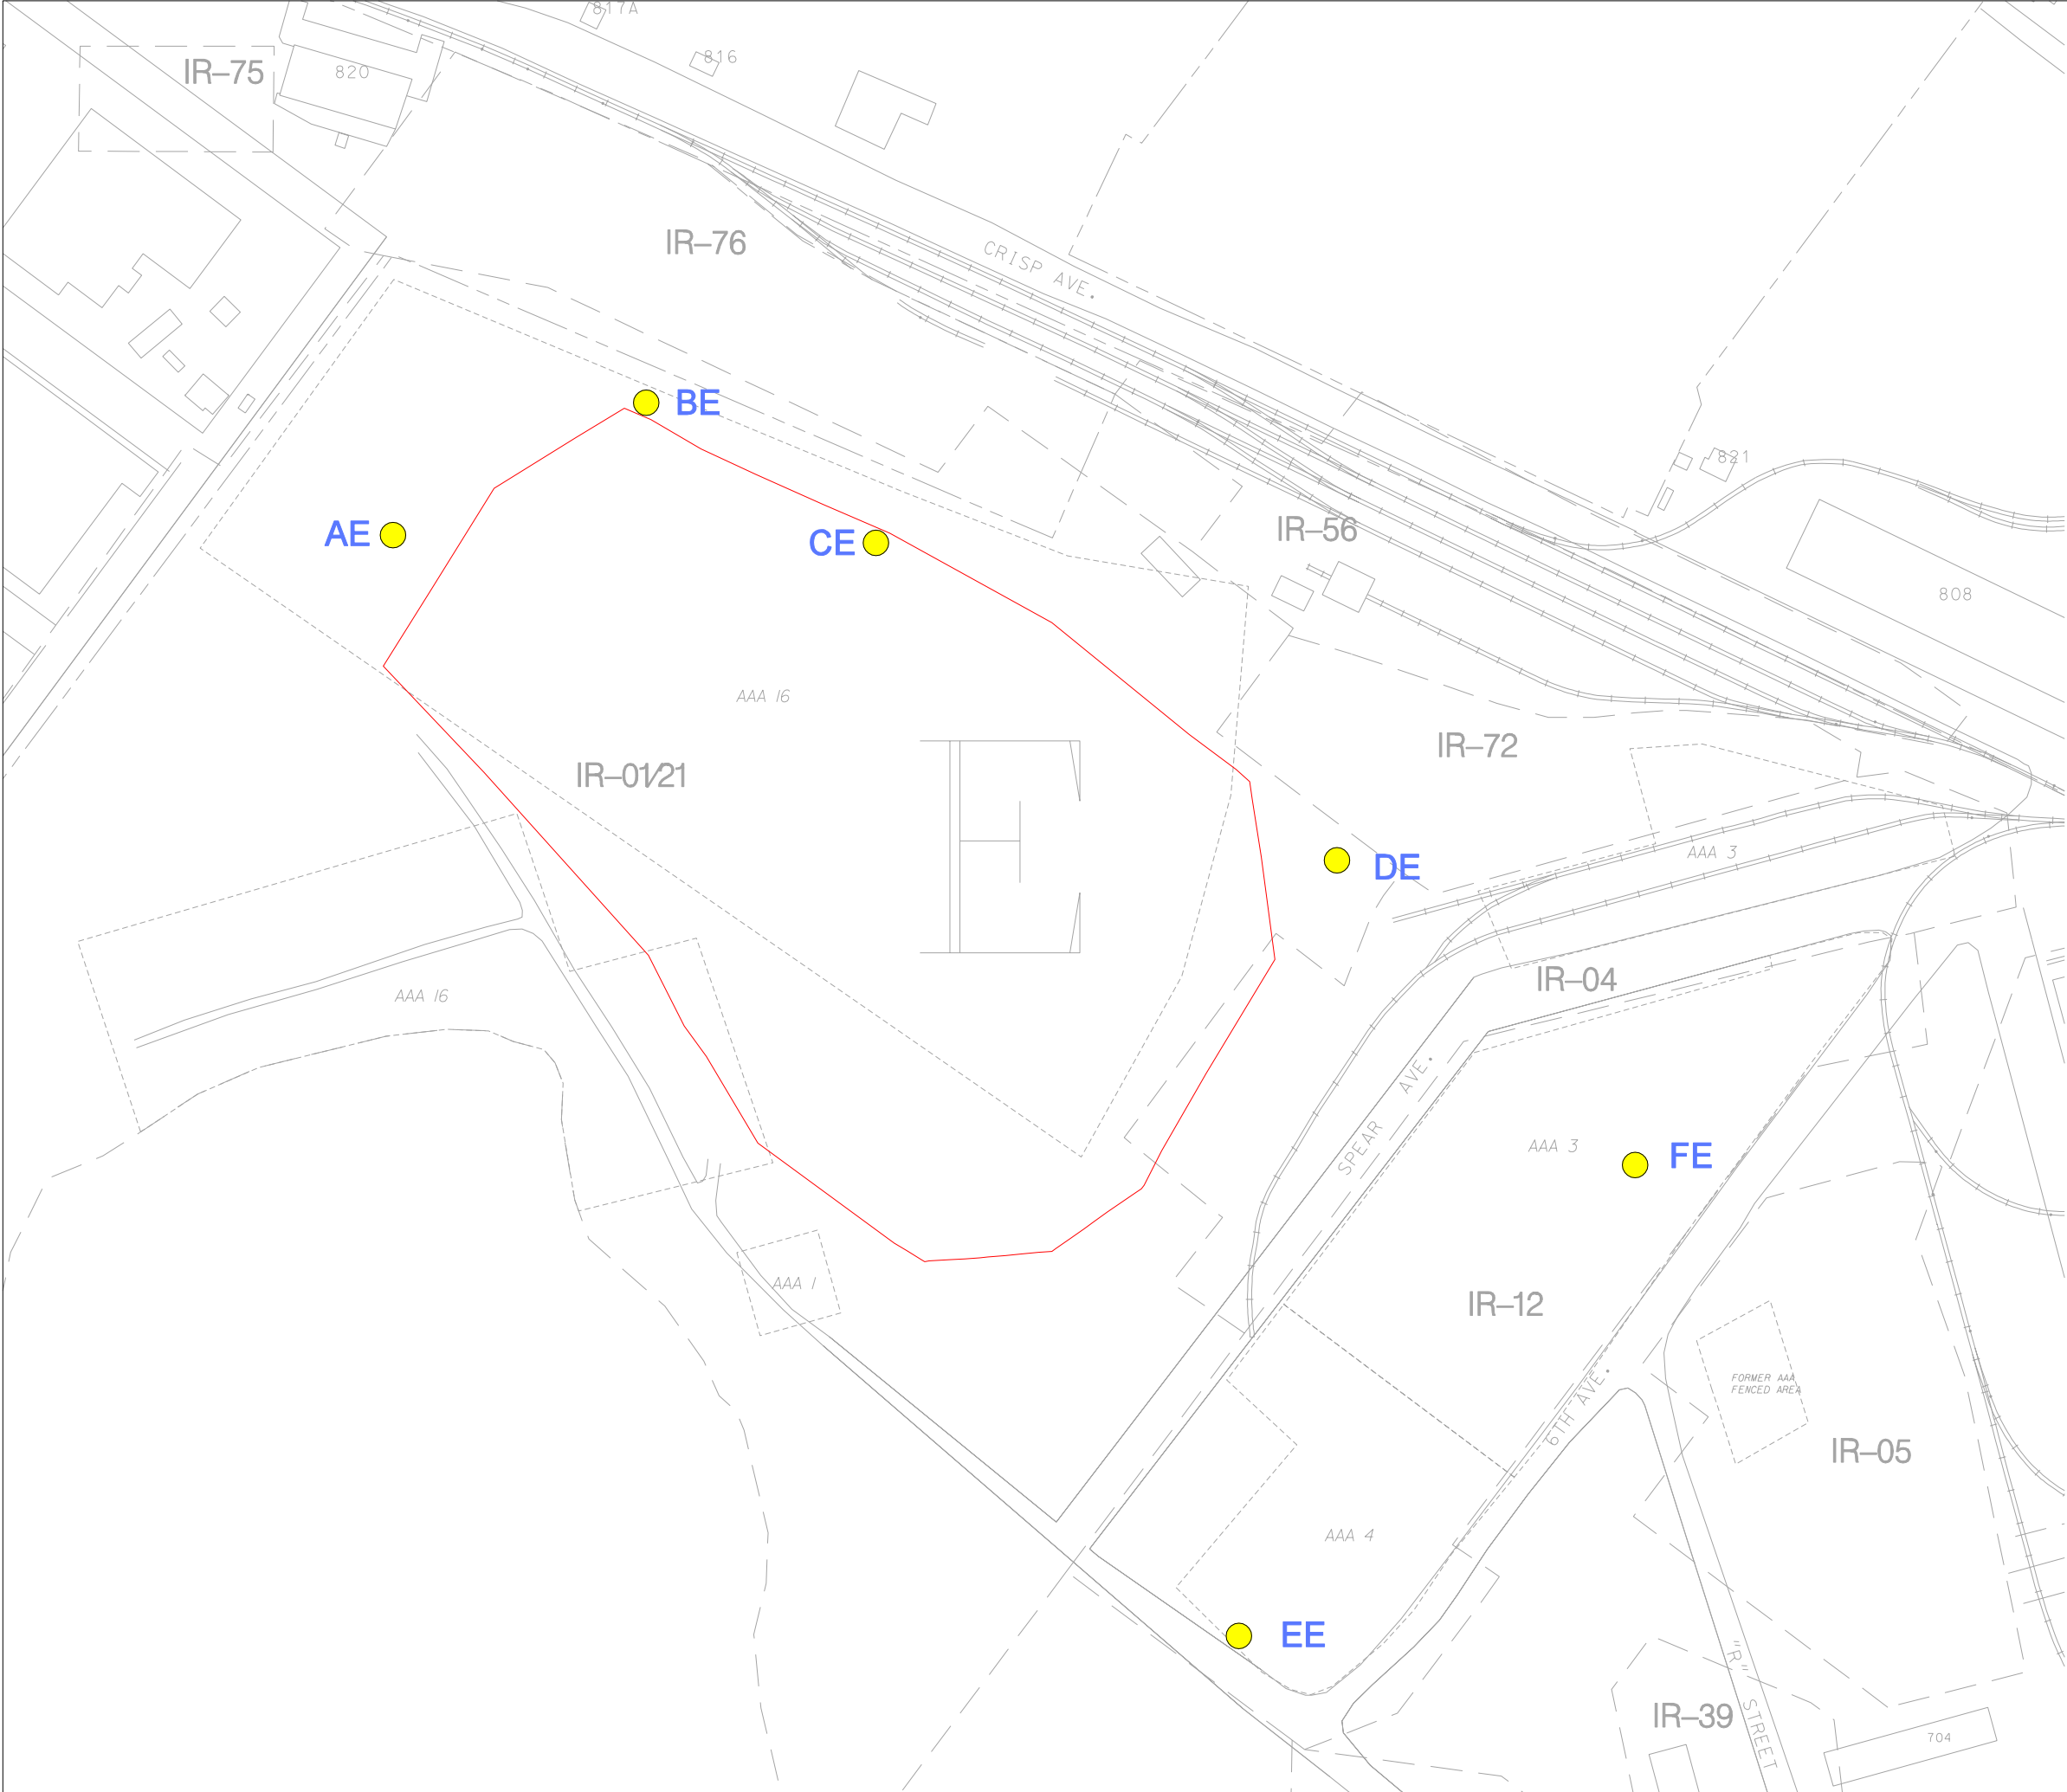 817A
816
IR-75
820
IR-76
CRISP AVE.
BE
821
AE
CE
IR-56
808
AAA 16
IR-72
IR-01/21
E
AAA 3
DE
IR-04
AAA 16
SPEAR AVE.
AAA 3
FE
AAA 1
IR-12
FORMER AAA
FENCED AREA
6TH AVE.
IR-05
AAA 4
EE
"R" STREET
IR-39
704